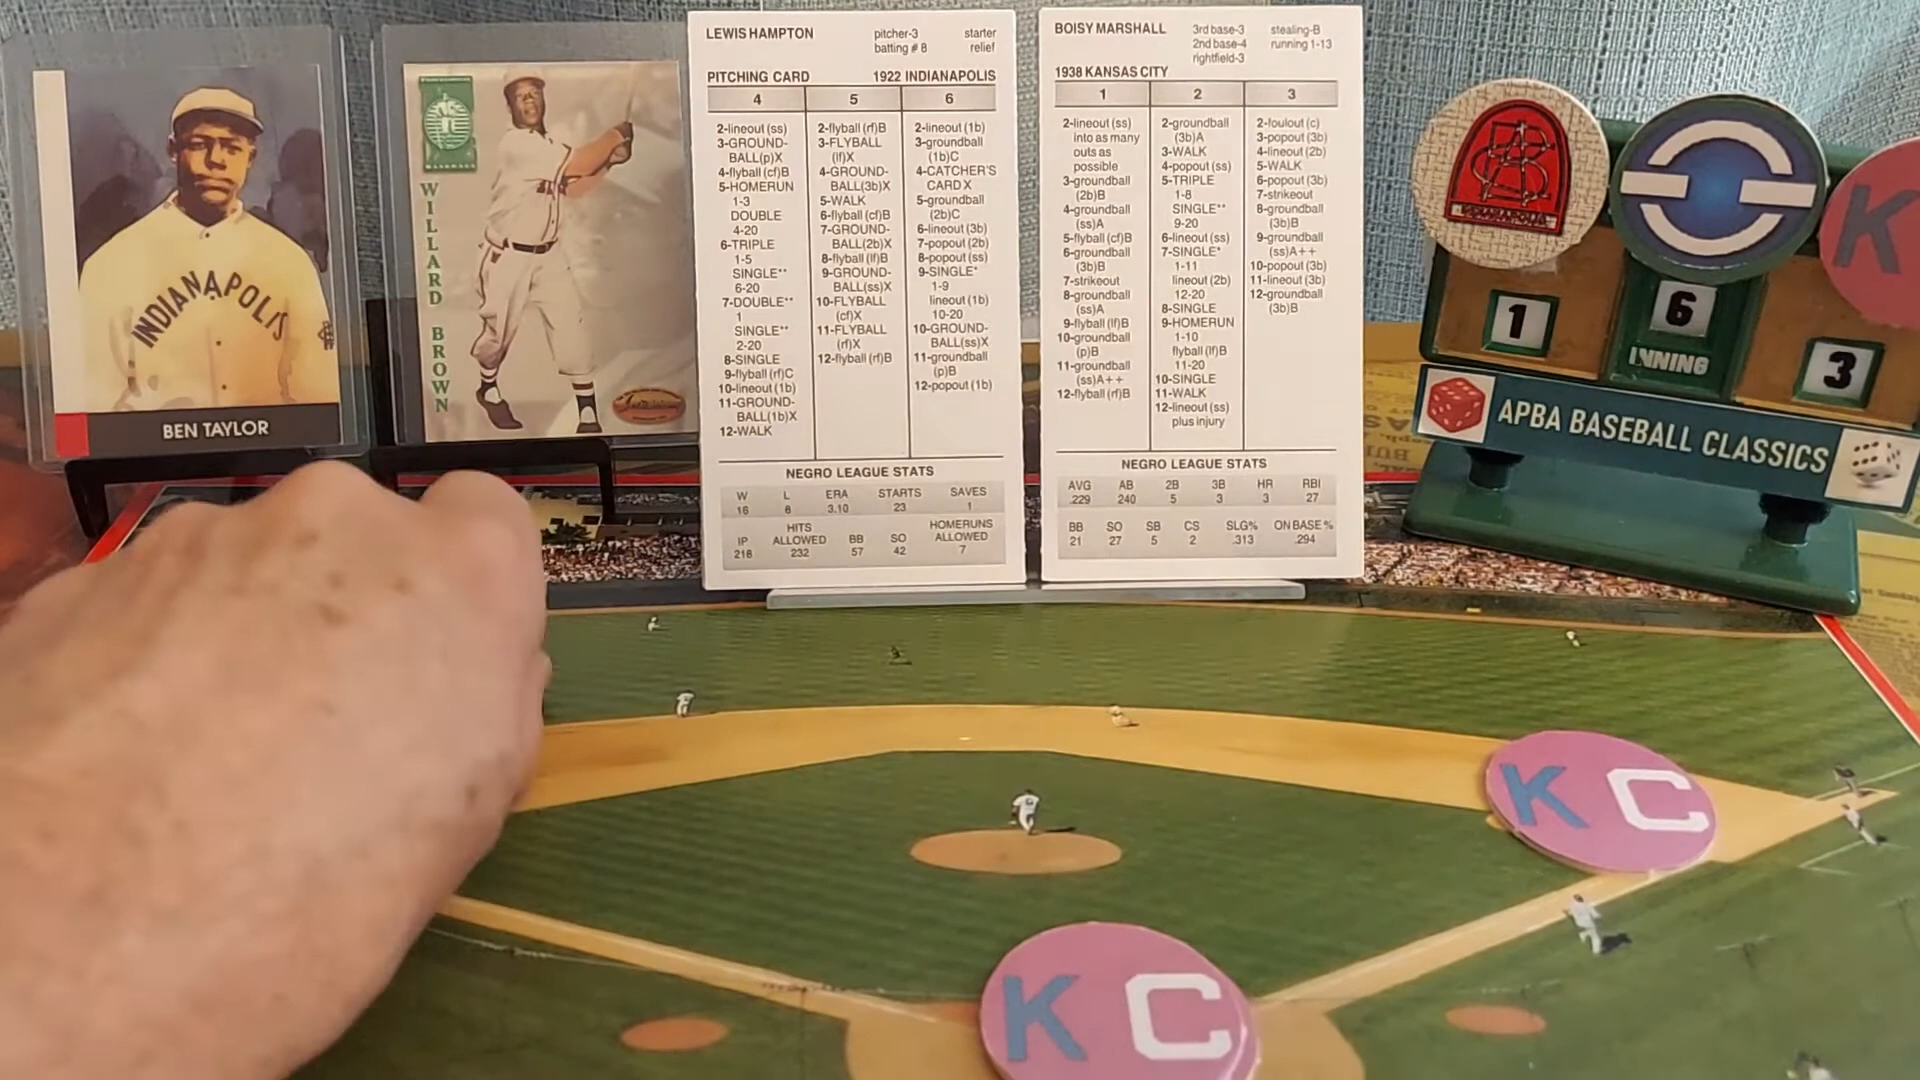 INDIANAPOLIS
BEN TAYLOR
WILLARD
BROWN
LEWIS HAMPTON
pitcher-3
batting # 8
starter
relief
PITCHING CARD
1922 INDIANAPOLIS
4
5
6
2-lineout (ss)
3-GROUND-
BALL(p)X
4-flyball (cf)B
5-HOMERUN
1-3
DOUBLE
4-20
6-TRIPLE
1-5
SINGLE**
6-20
7-DOUBLE**
1
SINGLE**
2-20
8-SINGLE
9-flyball (rf)C
10-lineout (1b)
11-GROUND-
BALL(1b)X
12-WALK
2-flyball (rf)B
3-FLYBALL
(lf)X
4-GROUND-
BALL(3b)X
5-WALK
6-flyball (cf)B
7-GROUND-
BALL(2b)X
8-flyball (lf)B
9-GROUND-
BALL(ss)X
10-FLYBALL
(cf)X
11-FLYBALL
(rf)X
12-flyball (rf)B
2-lineout (1b)
3-groundball
(1b)C
4-CATCHER'S
CARD X
5-groundball
(2b)C
6-lineout (3b)
7-popout (2b)
8-popout (ss)
9-SINGLE*
1-9
lineout (1b)
10-20
10-GROUND-
BALL(ss)X
11-groundball
(p)B
12-popout (1b)
NEGRO LEAGUE STATS
W L ERA STARTS SAVES
16 8 3.10 23 1
IP HITS ALLOWED BB SO HOMERUNS ALLOWED
218 232 57 42 7
BOISY MARSHALL
3rd base-3
2nd base-4
rightfield-3
stealing-B
running 1-13
1938 KANSAS CITY
1
2
3
2-lineout (ss)
into as many
outs as
possible
3-groundball
(2b)B
4-groundball
(ss)A
5-flyball (cf)B
6-groundball
(3b)B
7-strikeout
8-groundball
(ss)A
9-flyball (lf)B
10-groundball
(p)B
11-groundball
(ss)A++
12-flyball (rf)B
2-groundball
(3b)A
3-WALK
4-popout (ss)
5-TRIPLE
1-8
SINGLE**
9-20
6-lineout (ss)
7-SINGLE*
1-11
lineout (2b)
12-20
8-SINGLE
9-HOMERUN
1-10
flyball (lf)B
11-20
10-SINGLE
11-WALK
12-lineout (ss)
plus injury
2-foulout (c)
3-popout (3b)
4-lineout (2b)
5-WALK
6-popout (3b)
7-strikeout
8-groundball
(3b)B
9-groundball
(ss)A++
10-popout (3b)
11-lineout (3b)
12-groundball
(3b)B
NEGRO LEAGUE STATS
AVG AB 2B 3B HR RBI
.229 240 5 3 3 27
BB SO SB CS SLG% ON BASE%
21 27 5 2 .313 .294
K
1
6
INNING
3
APBA BASEBALL CLASSICS
K C
K C